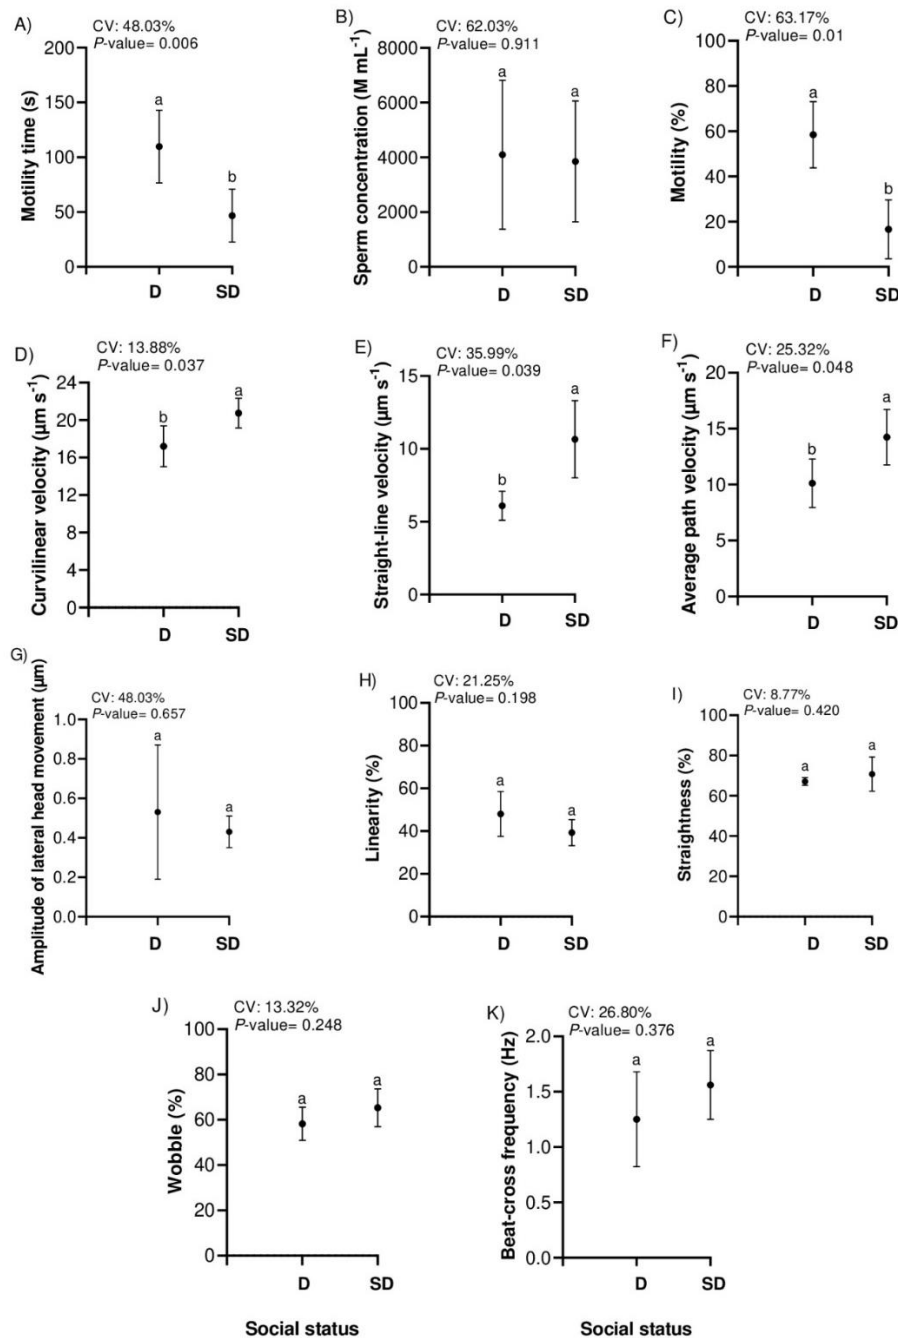 A)
CV: 48.03%
P-value= 0.006
Motility time (s)
200
150
100
50
0
a
b
D SD
B)
CV: 62.03%
P-value= 0.911
Sperm concentration (M mL⁻¹)
8000
6000
4000
2000
0
a
a
D SD
C)
CV: 63.17%
P-value= 0.01
Motility (%)
100
80
60
40
20
0
a
b
D SD
D)
CV: 13.88%
P-value= 0.037
Curvilinear velocity (µm s⁻¹)
24
20
16
12
8
4
0
b
a
D SD
E)
CV: 35.99%
P-value= 0.039
Straight-line velocity (µm s⁻¹)
15
10
5
0
b
a
D SD
F)
CV: 25.32%
P-value= 0.048
Average path velocity (µm s⁻¹)
20
15
10
5
0
b
a
D SD
G)
CV: 48.03%
P-value= 0.657
Amplitude of lateral head movement (µm)
1.0
0.8
0.6
0.4
0.2
0.0
a
a
D SD
H)
CV: 21.25%
P-value= 0.198
Linearity (%)
100
80
60
40
20
0
a
a
D SD
I)
CV: 8.77%
P-value= 0.420
Straightness (%)
100
80
60
40
20
0
a
a
D SD
J)
CV: 13.32%
P-value= 0.248
Wobble (%)
100
80
60
40
20
0
a
a
D SD
Social status
K)
CV: 26.80%
P-value= 0.376
Beat-cross frequency (Hz)
2.0
1.5
1.0
0.5
0.0
a
a
D SD
Social status